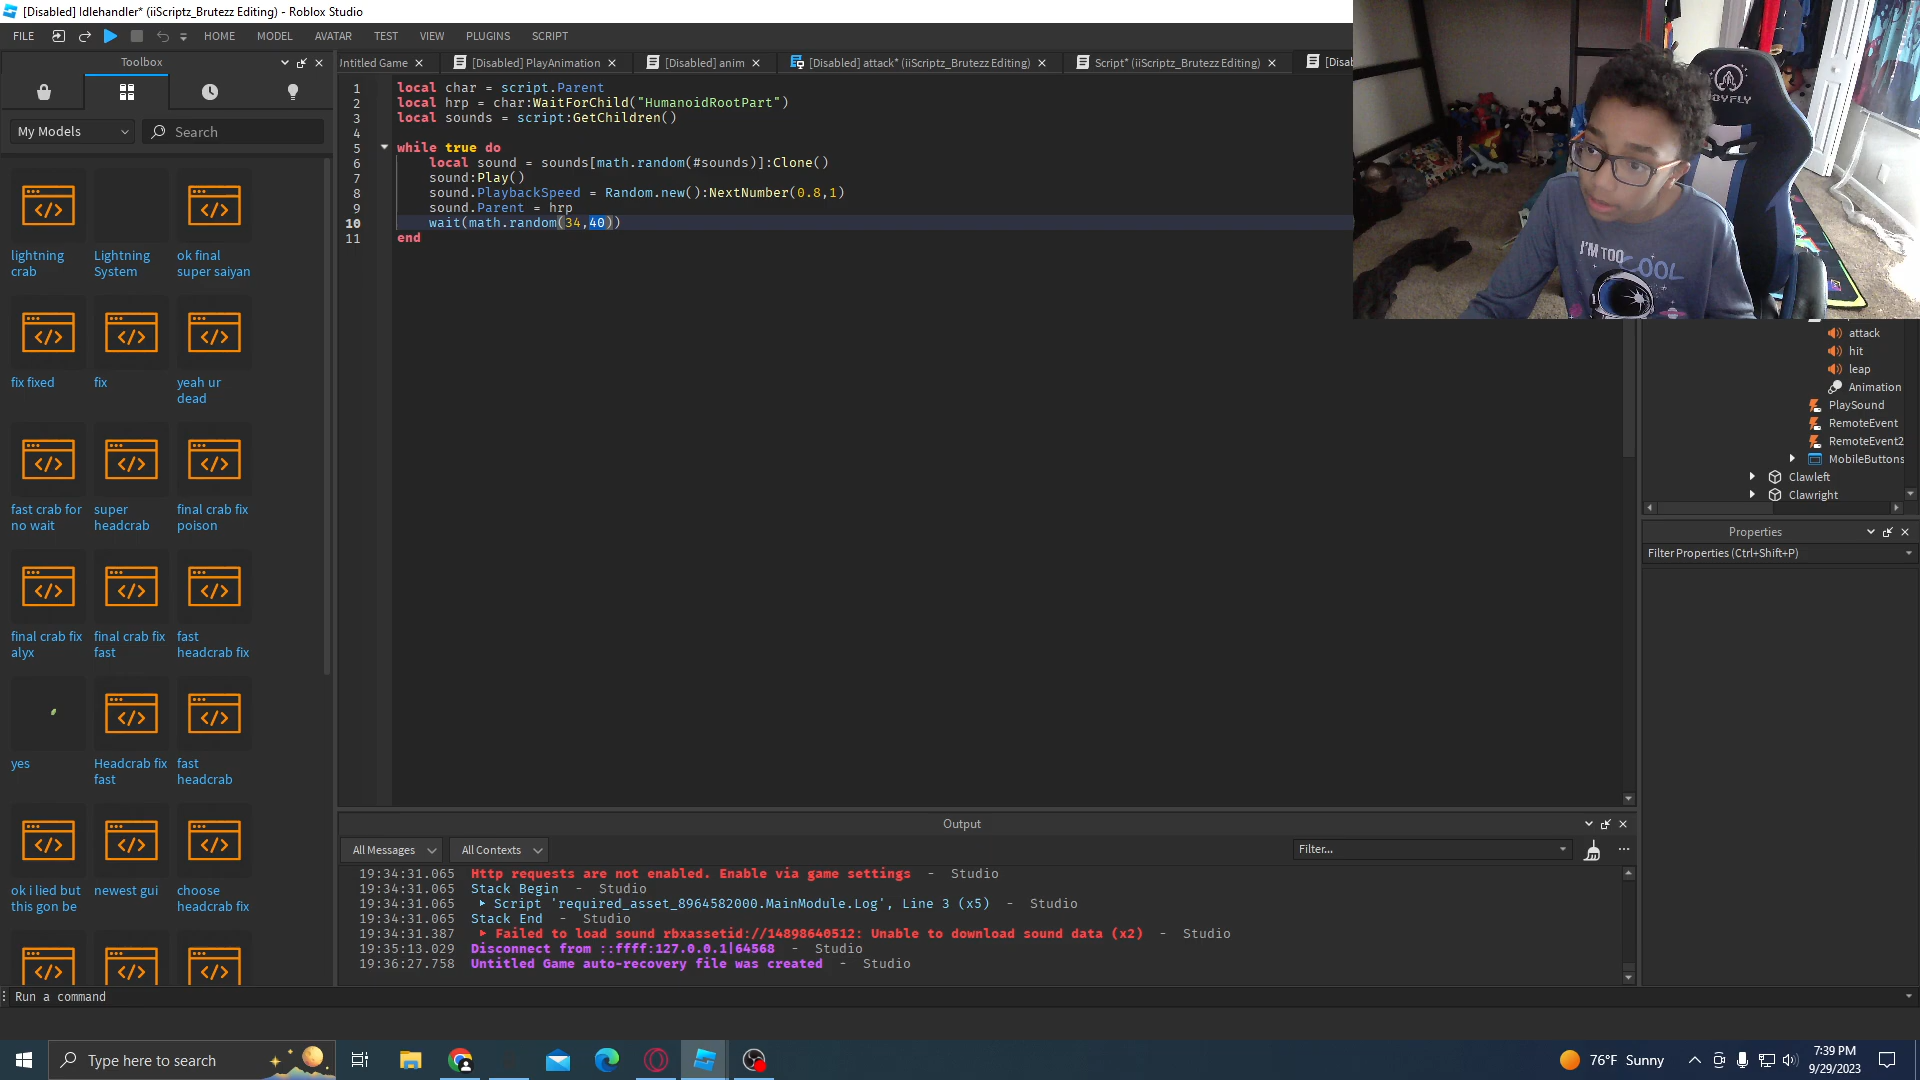 [Disabled] Idlehandler* (iiScriptz_Brutezz Editing) - Roblox Studio
FILE HOME MODEL AVATAR TEST VIEW PLUGINS SCRIPT
Toolbox
Untitled Game
[Disabled] PlayAnimation
[Disabled] anim
[Disabled] attack* (iiScriptz_Brutezz Editing)
Script* (iiScriptz_Brutezz Editing)
My Models
Search
lightning crab
Lightning System
ok final super saiyan
fix fixed
fix
yeah ur dead
fast crab for no wait
super headcrab
final crab fix poison
final crab fix alyx
final crab fix fast
fast headcrab fix
yes
Headcrab fix fast
fast headcrab
ok i lied but this gon be
newest gui
choose headcrab fix
1 local char = script.Parent
2 local hrp = char:WaitForChild("HumanoidRootPart")
3 local sounds = script:GetChildren()
4
5 while true do
6 local sound = sounds[math.random(#sounds)]:Clone()
7 sound:Play()
8 sound.PlaybackSpeed = Random.new():NextNumber(0.8,1)
9 sound.Parent = hrp
10 wait(math.random(34,40))
11 end
I'M TOO COOL
attack
hit
leap
Animation
PlaySound
RemoteEvent
RemoteEvent2
MobileButtons
Clawleft
Clawright
Properties
Filter Properties (Ctrl+Shift+P)
Output
All Messages All Contexts Filter...
19:34:31.065 Http requests are not enabled. Enable via game settings - Studio
19:34:31.065 Stack Begin - Studio
19:34:31.065 Script 'required_asset_8964582000.MainModule.Log', Line 3 (x5) - Studio
19:34:31.065 Stack End - Studio
19:34:31.387 Failed to load sound rbxassetid://14898640512: Unable to download sound data (x2) - Studio
19:35:13.029 Disconnect from ::ffff:127.0.0.1|64568 - Studio
19:36:27.758 Untitled Game auto-recovery file was created - Studio
Run a command
Type here to search
76°F Sunny
7:39 PM
9/29/2023